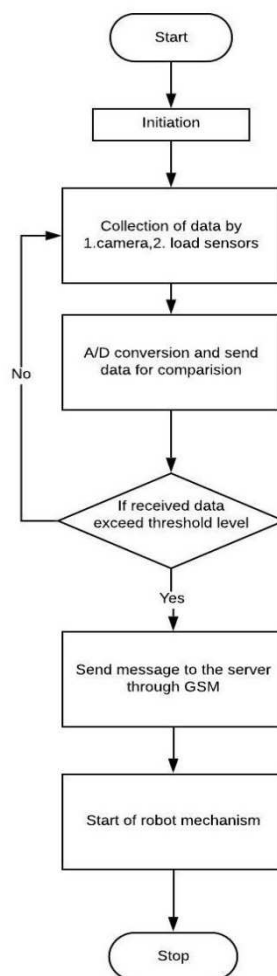 Start
Initiation
Collection of data by
1.camera,2. load sensors
A/D conversion and send
data for comparision
No
If received data
exceed threshold level
Yes
Send message to the server
through GSM
Start of robot mechanism
Stop